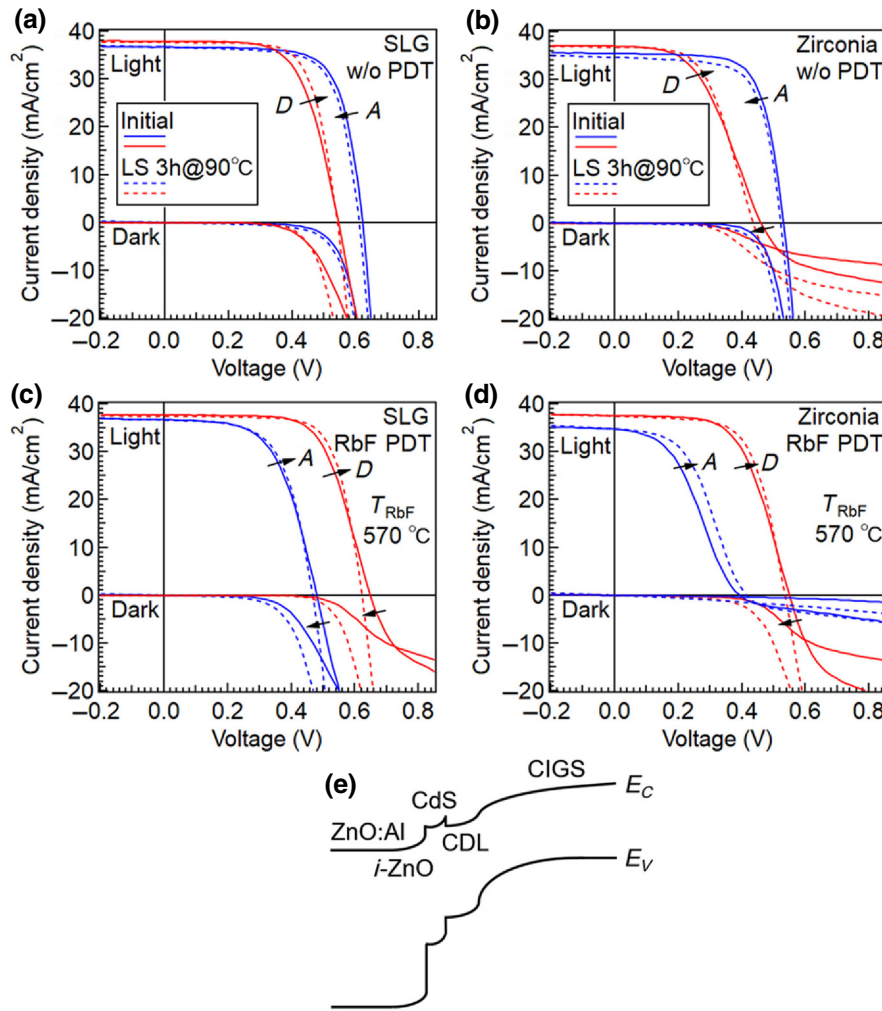 (a)
Current density (mA/cm²)
40
30
20
10
0
–10
–20
Light
SLG
w/o PDT
D
A
Initial
LS 3h@90°C
Dark
–0.2
0.0
0.2
0.4
0.6
0.8
Voltage (V)
(b)
Current density (mA/cm²)
40
30
20
10
0
–10
–20
Light
Zirconia
w/o PDT
D
A
Initial
LS 3h@90°C
Dark
–0.2
0.0
0.2
0.4
0.6
0.8
Voltage (V)
(c)
Current density (mA/cm²)
40
30
20
10
0
–10
–20
Light
SLG
RbF PDT
A
D
T_RbF
570 °C
Dark
–0.2
0.0
0.2
0.4
0.6
0.8
Voltage (V)
(d)
Current density (mA/cm²)
40
30
20
10
0
–10
–20
Light
Zirconia
RbF PDT
A
D
T_RbF
570 °C
Dark
–0.2
0.0
0.2
0.4
0.6
0.8
Voltage (V)
(e)
CIGS
E_C
CdS
ZnO:Al
CDL
i-ZnO
E_V